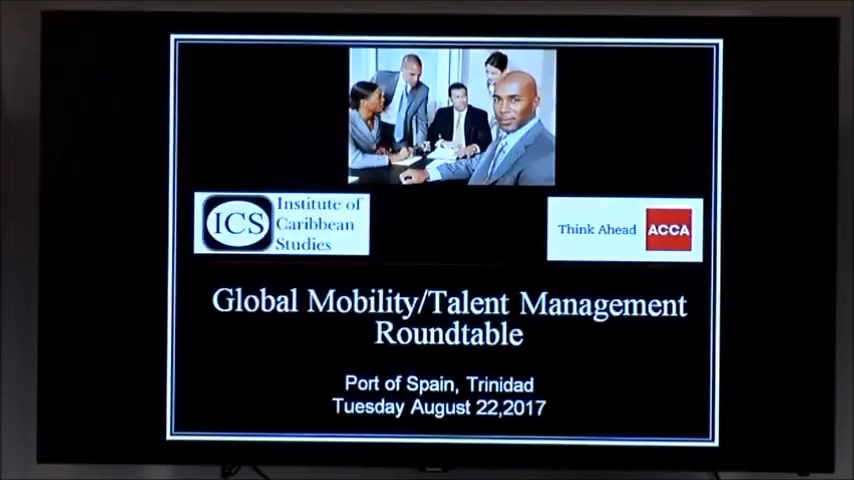 ICS
Institute of
Caribbean
Studies
Think Ahead
ACCA
Global Mobility/Talent Management
Roundtable
Port of Spain, Trinidad
Tuesday August 22,2017